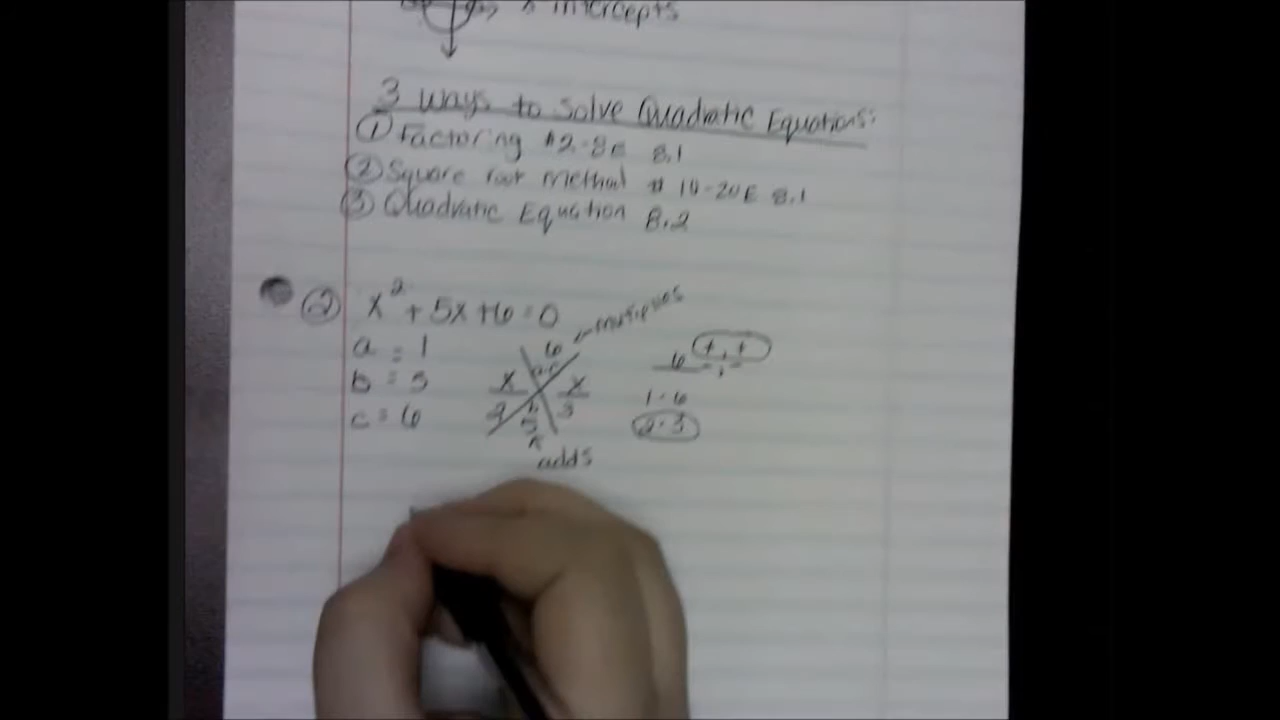 x intercepts
3 Ways to Solve Quadratic Equations:
① Factoring #2-8E 8.1
② Square root method # 10-20E 8.1
③ Quadratic Equation 8.2
② x² + 5x + 6 = 0
a = 1
b = 5
c = 6
6 ← multiplies
a·c
x x
2 b 3
5
adds
6 +, +
-, -
1·6
2·3